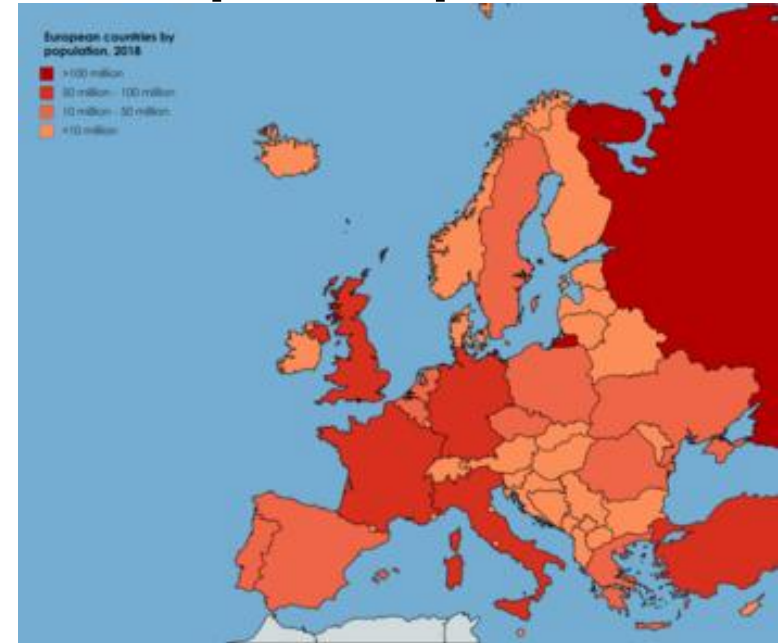 European countries by
population, 2018
>100 million
50 million - 100 million
10 million - 50 million
<10 million